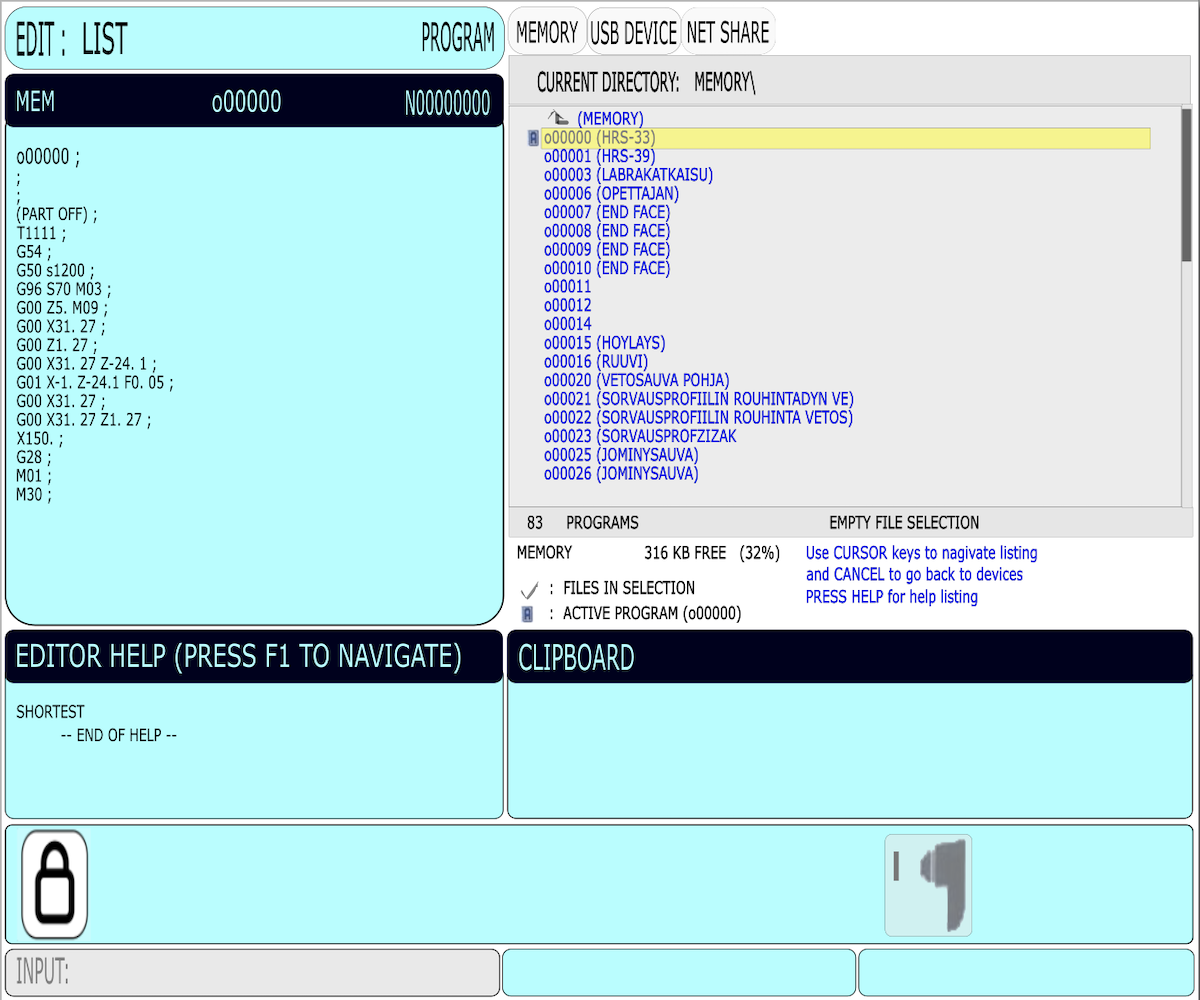 EDIT : LIST PROGRAM
MEM o00000 N00000000
o00000 ;
;
;
(PART OFF) ;
T1111 ;
G54 ;
G50 s1200 ;
G96 S70 M03 ;
G00 Z5. M09 ;
G00 X31. 27 ;
G00 Z1. 27 ;
G00 X31. 27 Z-24. 1 ;
G01 X-1. Z-24.1 F0. 05 ;
G00 X31. 27 ;
G00 X31. 27 Z1. 27 ;
X150. ;
G28 ;
M01 ;
M30 ;
MEMORY USB DEVICE NET SHARE
CURRENT DIRECTORY: MEMORY\
(MEMORY)
A o00000 (HRS-33)
o00001 (HRS-39)
o00003 (LABRAKATKAISU)
o00006 (OPETTAJAN)
o00007 (END FACE)
o00008 (END FACE)
o00009 (END FACE)
o00010 (END FACE)
o00011
o00012
o00014
o00015 (HOYLAYS)
o00016 (RUUVI)
o00020 (VETOSAUVA POHJA)
o00021 (SORVAUSPROFIILIN ROUHINTADYN VE)
o00022 (SORVAUSPROFIILIN ROUHINTA VETOS)
o00023 (SORVAUSPROFZIZAK
o00025 (JOMINYSAUVA)
o00026 (JOMINYSAUVA)
83 PROGRAMS EMPTY FILE SELECTION
MEMORY 316 KB FREE (32%)
: FILES IN SELECTION
A : ACTIVE PROGRAM (o00000)
Use CURSOR keys to nagivate listing
and CANCEL to go back to devices
PRESS HELP for help listing
EDITOR HELP (PRESS F1 TO NAVIGATE)
SHORTEST
-- END OF HELP --
CLIPBOARD
INPUT: